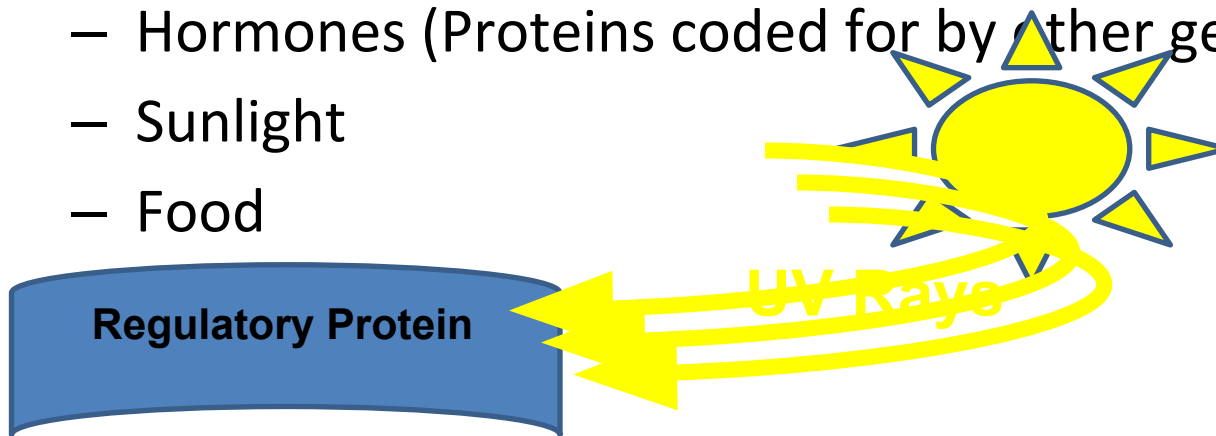 – Hormones (Proteins coded for by other ge
– Sunlight
– Food
UV Rays
Regulatory Protein